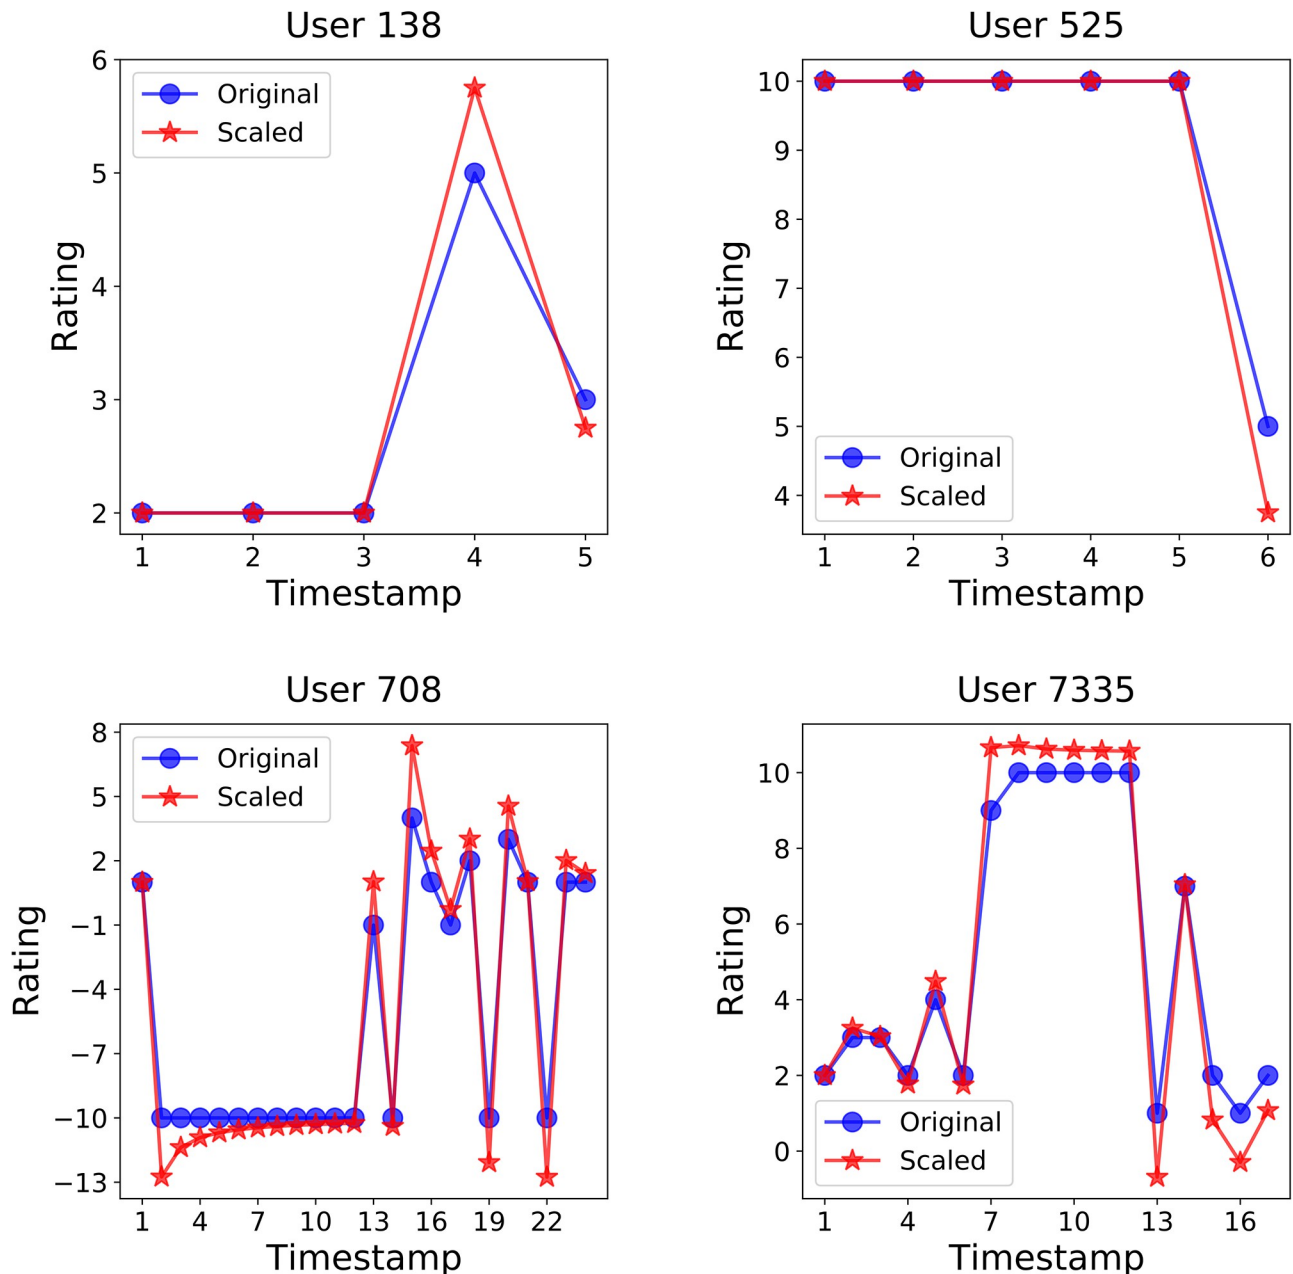 User 138
Rating
6
5
4
3
2
Original
Scaled
1 2 3 4 5
Timestamp
User 525
Rating
10
9
8
7
6
5
4
Original
Scaled
1 2 3 4 5 6
Timestamp
User 708
Rating
8
5
2
−1
−4
−7
−10
−13
Original
Scaled
1 4 7 10 13 16 19 22
Timestamp
User 7335
Rating
10
8
6
4
2
0
Original
Scaled
1 4 7 10 13 16
Timestamp